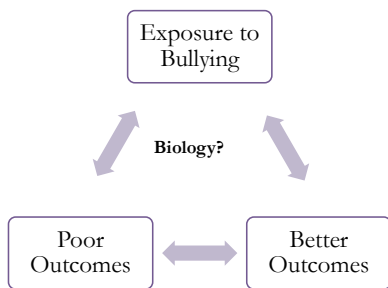 Exposure to
Bullying
Biology?
Poor
Outcomes
Better
Outcomes